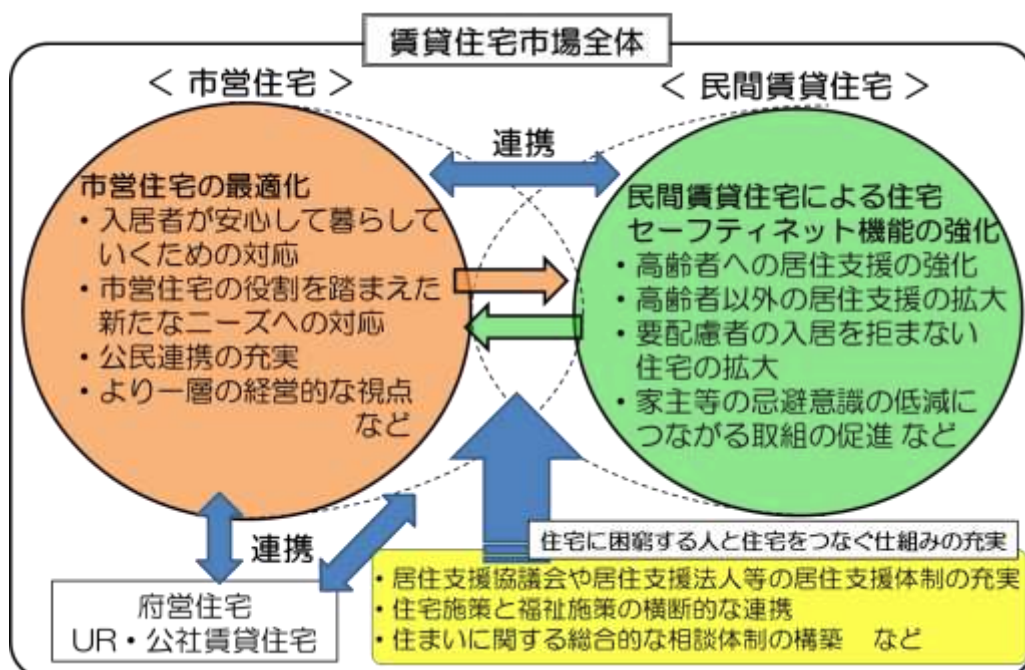 賃貸住宅市場全体
＜ 市営住宅 ＞
＜ 民間賃貸住宅 ＞
連携
市営住宅の最適化
・入居者が安心して暮らして
いくための対応
・市営住宅の役割を踏まえた
新たなニーズへの対応
・公民連携の充実
・より一層の経営的な視点
など
民間賃貸住宅による住宅
セーフティネット機能の強化
・高齢者への居住支援の強化
・高齢者以外の居住支援の拡大
・要配慮者の入居を拒まない
住宅の拡大
・家主等の忌避意識の低減に
つながる取組の促進 など
連携
府営住宅
UR・公社賃貸住宅
住宅に困窮する人と住宅をつなぐ仕組みの充実
・居住支援協議会や居住支援法人等の居住支援体制の充実
・住宅施策と福祉施策の横断的な連携
・住まいに関する総合的な相談体制の構築 など